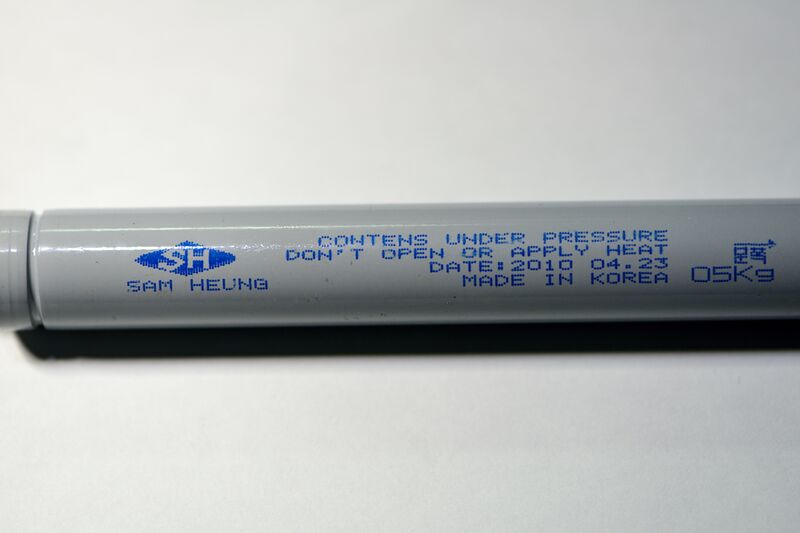 SH
SAM HEUNG
CONTENS UNDER PRESSURE
DON'T OPEN OR APPLY HEAT
DATE:2010 04.23
MADE IN KOREA
05Kg